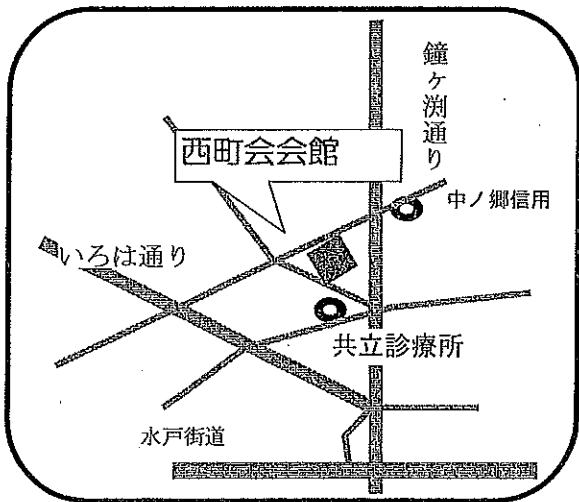 鐘ヶ渕通り
西町会会館
中ノ郷信用
いろは通り
共立診療所
水戸街道